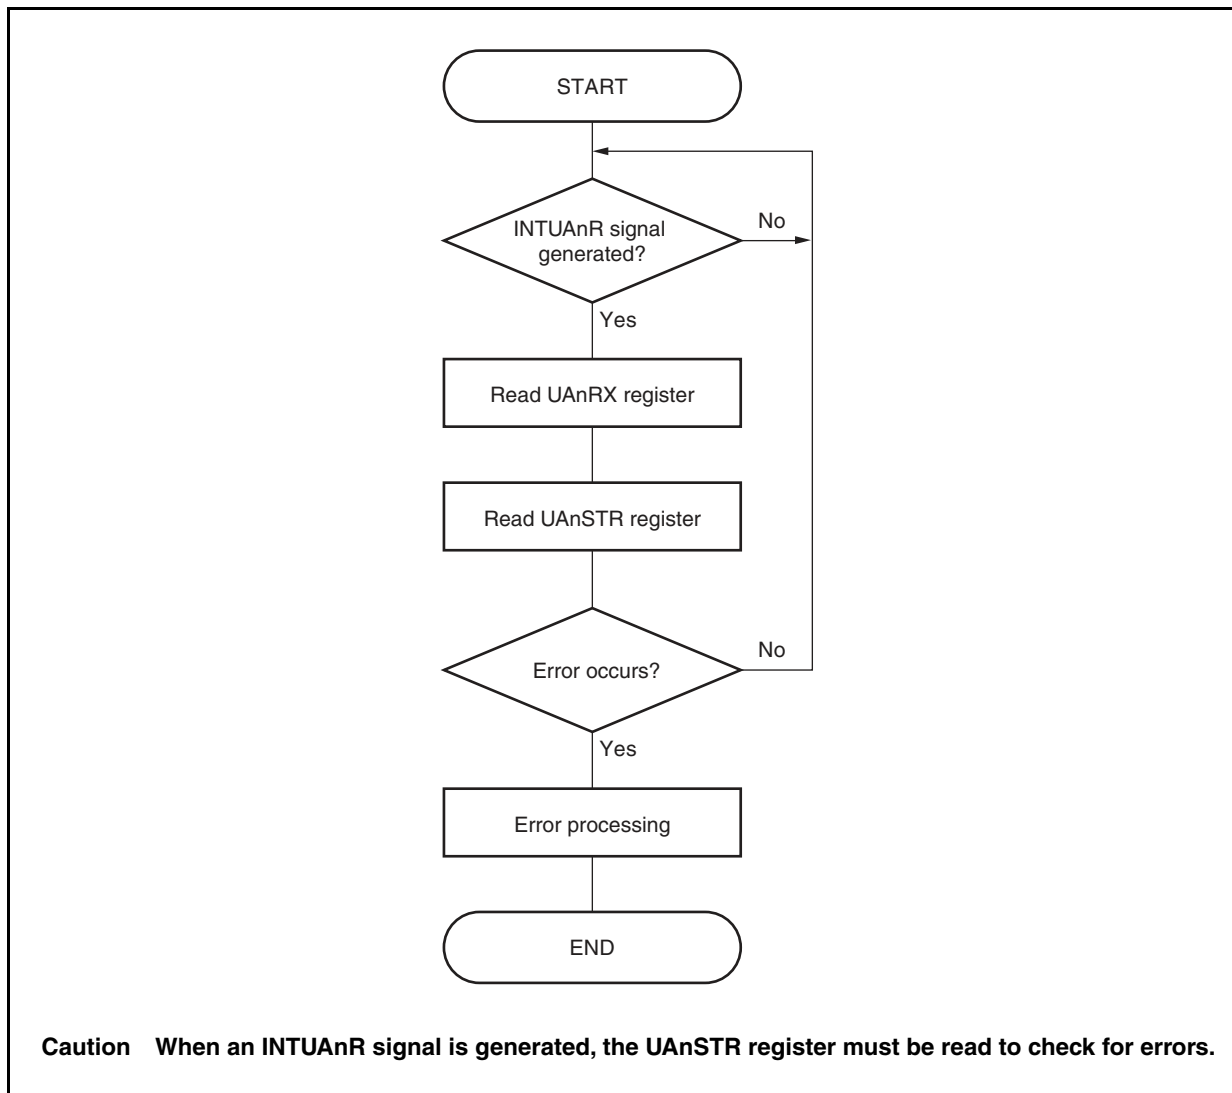 START
INTUAnR signal
generated?
No
Yes
Read UAnRX register
Read UAnSTR register
Error occurs?
No
Yes
Error processing
END
Caution When an INTUAnR signal is generated, the UAnSTR register must be read to check for errors.